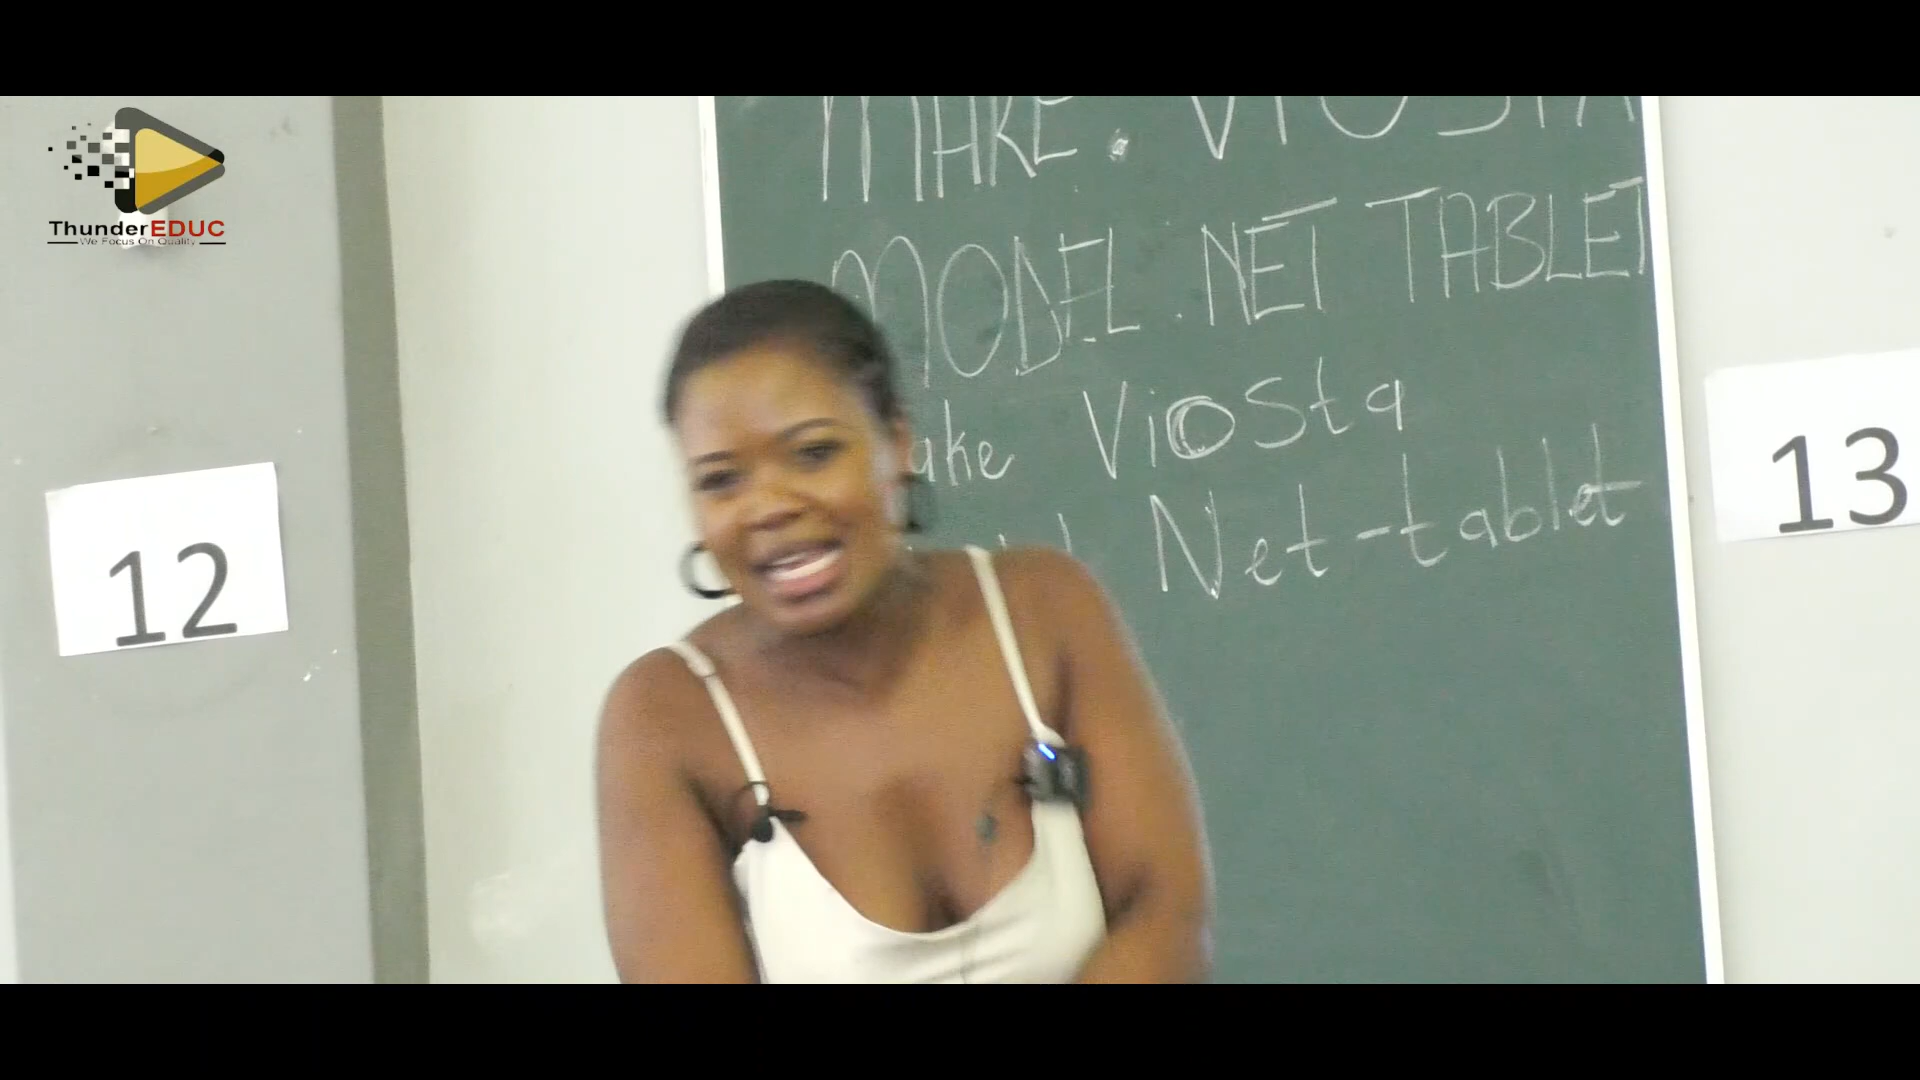 ThunderEDUC
We Focus On Quality
12
MAKE. VIOSTA
MODEL. NET TABLET
ake VioSta
Net-tablet
13